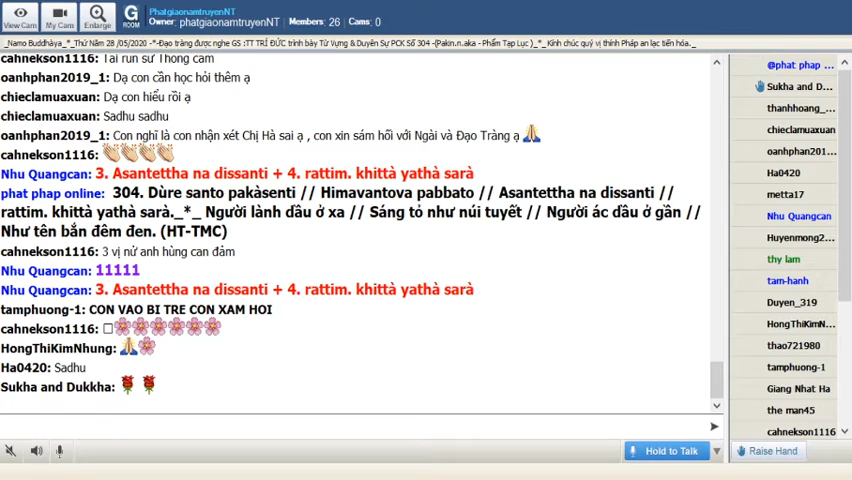 View Cam
My Cam
Enlarge
G
ROOM
PhatgiaonamtruyenNT
Owner: phatgiaonamtruyenNT Members: 26 Cams: 0
_Namo Buddhàya_*_Thứ Năm 28 /05/2020 -*-Đạo tràng được nghe GS :TT TRÍ ĐỨC trình bày Từ Vựng & Duyên Sự PCK Số 304 -(Pakin.n.aka - Phẩm Tạp Lục )_*_ Kính chúc quý vị thính Pháp an lạc tiến hóa._
cahnekson1116: Tai run sư Thong cam
oanhphan2019_1: Dạ con cần học hỏi thêm ạ
chieclamuaxuan: Dạ con hiểu rồi ạ
chieclamuaxuan: Sadhu sadhu
oanhphan2019_1: Con nghĩ là con nhận xét Chị Hà sai ạ , con xin sám hối với Ngài và Đạo Tràng ạ
cahnekson1116:
Nhu Quangcan: 3. Asantettha na dissanti + 4. rattim. khittà yathà sarà
phat phap online: 304. Dùre santo pakàsenti // Himavantova pabbato // Asantettha na dissanti //
rattim. khittà yathà sarà._*_ Người lành dầu ở xa // Sáng tỏ như núi tuyết // Người ác dầu ở gần //
Như tên bắn đêm đen. (HT-TMC)
cahnekson1116: 3 vị nử anh hùng can đảm
Nhu Quangcan: 11111
Nhu Quangcan: 3. Asantettha na dissanti + 4. rattim. khittà yathà sarà
tamphuong-1: CON VAO BI TRE CON XAM HOI
cahnekson1116:
HongThiKimNhung:
Ha0420: Sadhu
Sukha and Dukkha:
Hold to Talk
@phat phap ...
Sukha and D...
thanhhoang_...
chieclamuaxuan
oanhphan201...
Ha0420
metta17
Nhu Quangcan
Huyenmong2...
thy lam
tam-hanh
Duyen_319
HongThiKimN...
thao721980
tamphuong-1
Giang Nhat Ha
the man45
cahnekson1116
Raise Hand